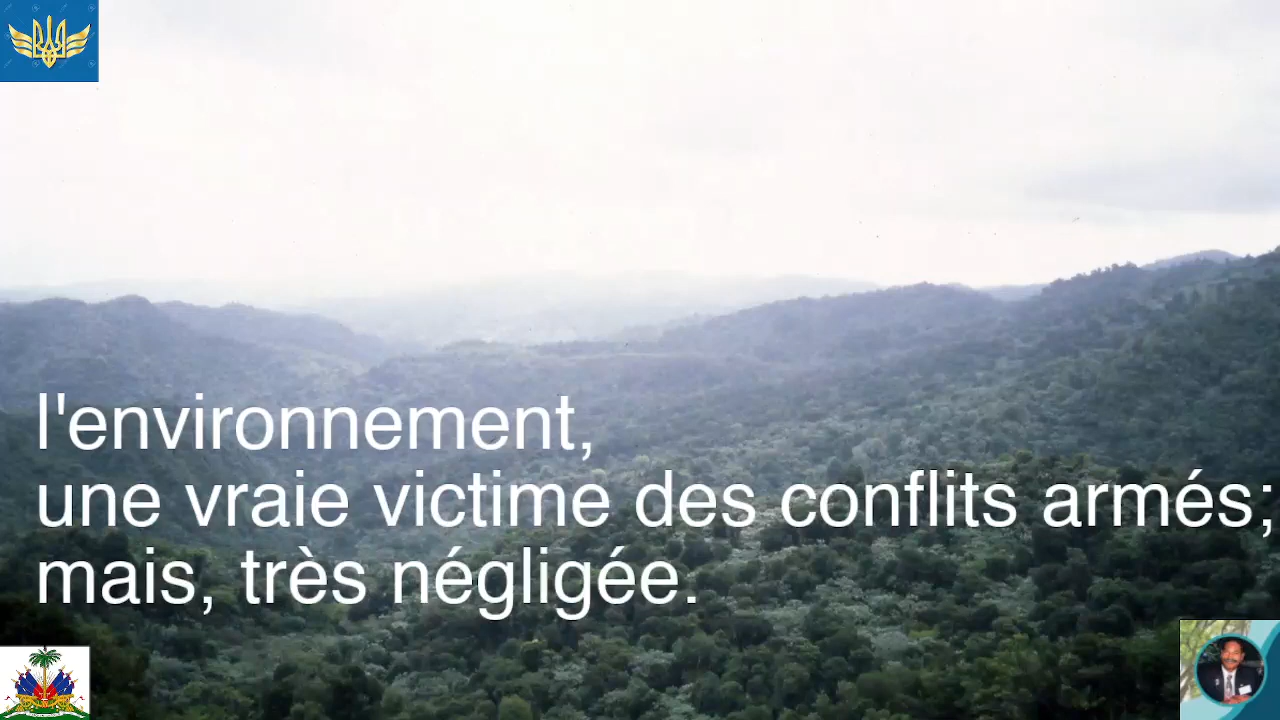 l'environnement,
une vraie victime des conflits armés;
mais, très négligée.